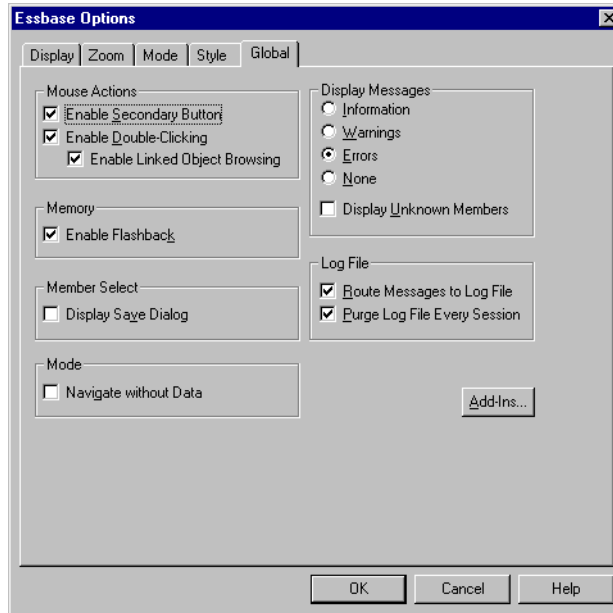 Essbase Options
Display
Zoom
Mode
Style
Global
Mouse Actions
Enable Secondary Button
Enable Double-Clicking
Enable Linked Object Browsing
Memory
Enable Flashback
Member Select
Display Save Dialog
Mode
Navigate without Data
Display Messages
Information
Warnings
Errors
None
Display Unknown Members
Log File
Route Messages to Log File
Purge Log File Every Session
Add-Ins...
OK
Cancel
Help